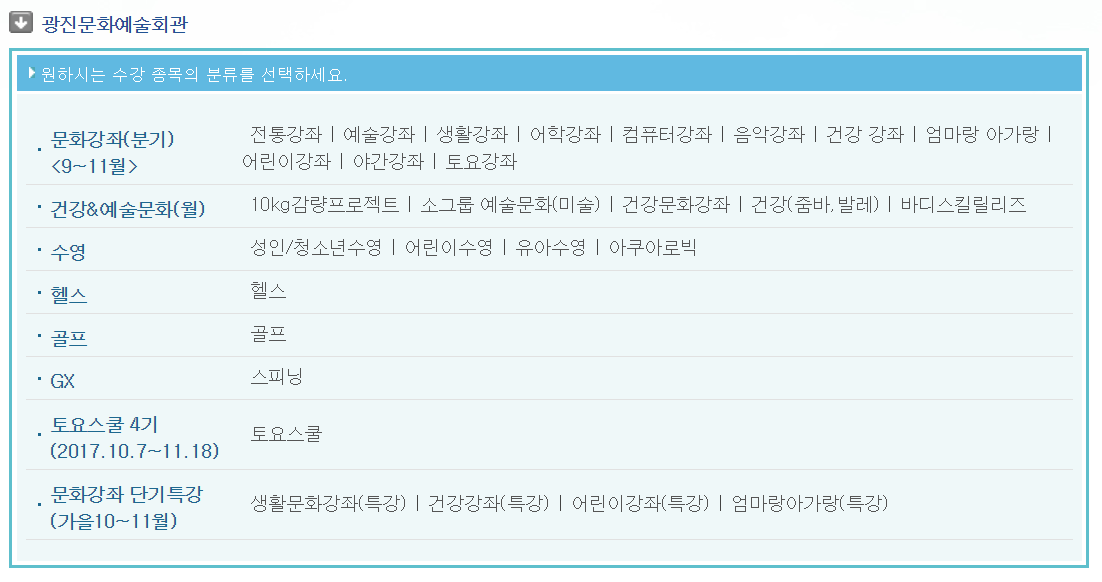 광진문화예술회관
원하시는 수강 종목의 분류를 선택하세요.
문화강좌(분기)
<9~11월>
전통강좌 | 예술강좌 | 생활강좌 | 어학강좌 | 컴퓨터강좌 | 음악강좌 | 건강 강좌 | 엄마랑 아가랑 |
어린이강좌 | 야간강좌 | 토요강좌
건강&예술문화(월)
10kg감량프로젝트 | 소그룹 예술문화(미술) | 건강문화강좌 | 건강(줌바,발레) | 바디스킬릴리즈
수영
성인/청소년수영 | 어린이수영 | 유아수영 | 아쿠아로빅
헬스
헬스
골프
골프
GX
스피닝
토요스쿨 4기
(2017.10.7~11.18)
토요스쿨
문화강좌 단기특강
(가을10~11월)
생활문화강좌(특강) | 건강강좌(특강) | 어린이강좌(특강) | 엄마랑아가랑(특강)